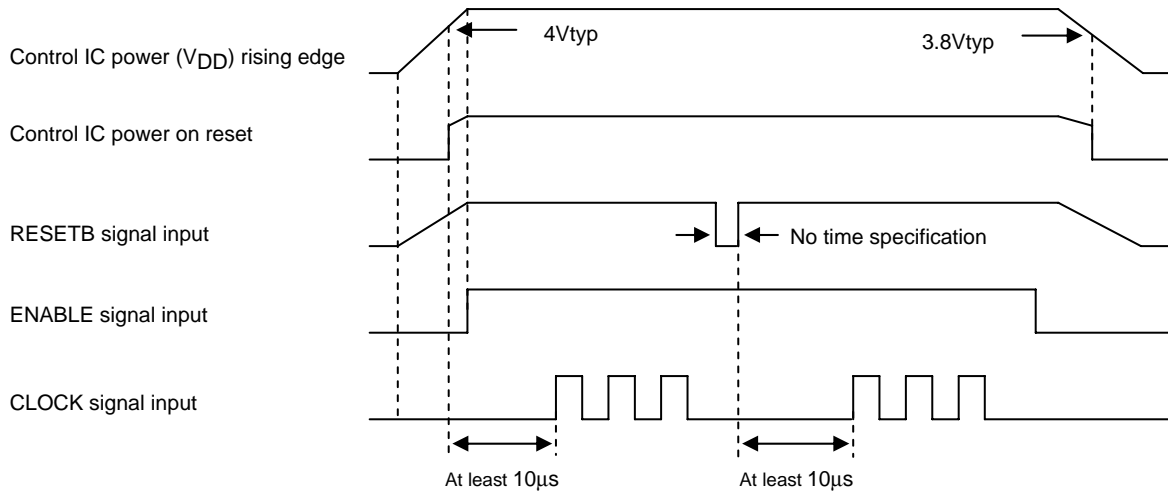 4Vtyp
3.8Vtyp
Control IC power (VDD) rising edge
Control IC power on reset
RESETB signal input
No time specification
ENABLE signal input
CLOCK signal input
At least 10μs
At least 10μs